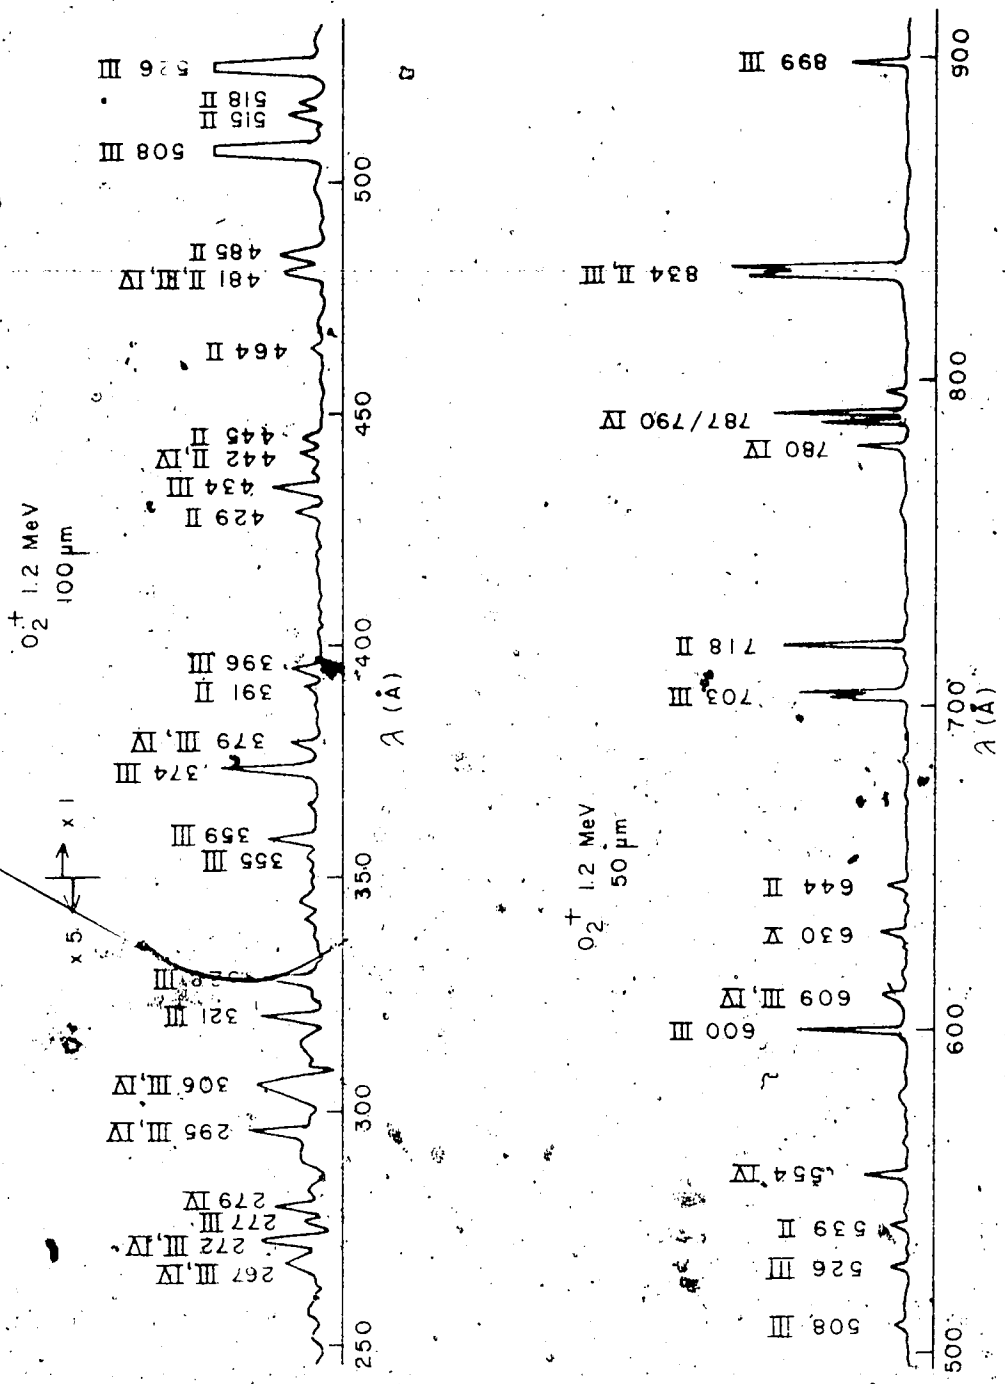 O₂⁺ 1.2 MeV
100 µm
x 5
x 1
267 III, IV
272 III, IV
277 III
279 IV
295 III, IV
306 III, IV
321 III
III
355 III
359 III
374 III
379 III, IV
391 II
396 III
429 II
434 III
442 II, IV
445 II
464 II
481 II, III, IV
485 II
508 III
515 II
518 II
526 III
250
300
350
400
450
500
λ (Å)
O₂⁺ 1.2 MeV
50 µm
508 III
526 III
539 II
554 IV
600 III
609 III, IV
630 V
644 II
703 III
718 II
780 IV
787/790 IV
834 II, III
899 III
500
600
700
800
900
λ (Å)